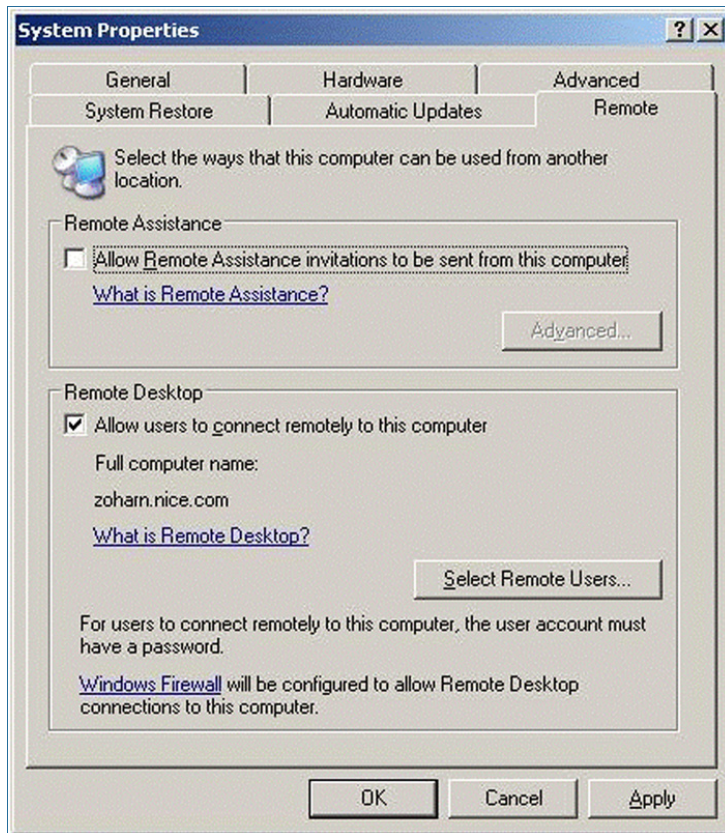 System Properties
General
Hardware
Advanced
System Restore
Automatic Updates
Remote
Select the ways that this computer can be used from another
location.
Remote Assistance
Allow Remote Assistance invitations to be sent from this computer
What is Remote Assistance?
Advanced...
Remote Desktop
Allow users to connect remotely to this computer
Full computer name:
zoharn.nice.com
What is Remote Desktop?
Select Remote Users...
For users to connect remotely to this computer, the user account must
have a password.
Windows Firewall will be configured to allow Remote Desktop
connections to this computer.
OK
Cancel
Apply